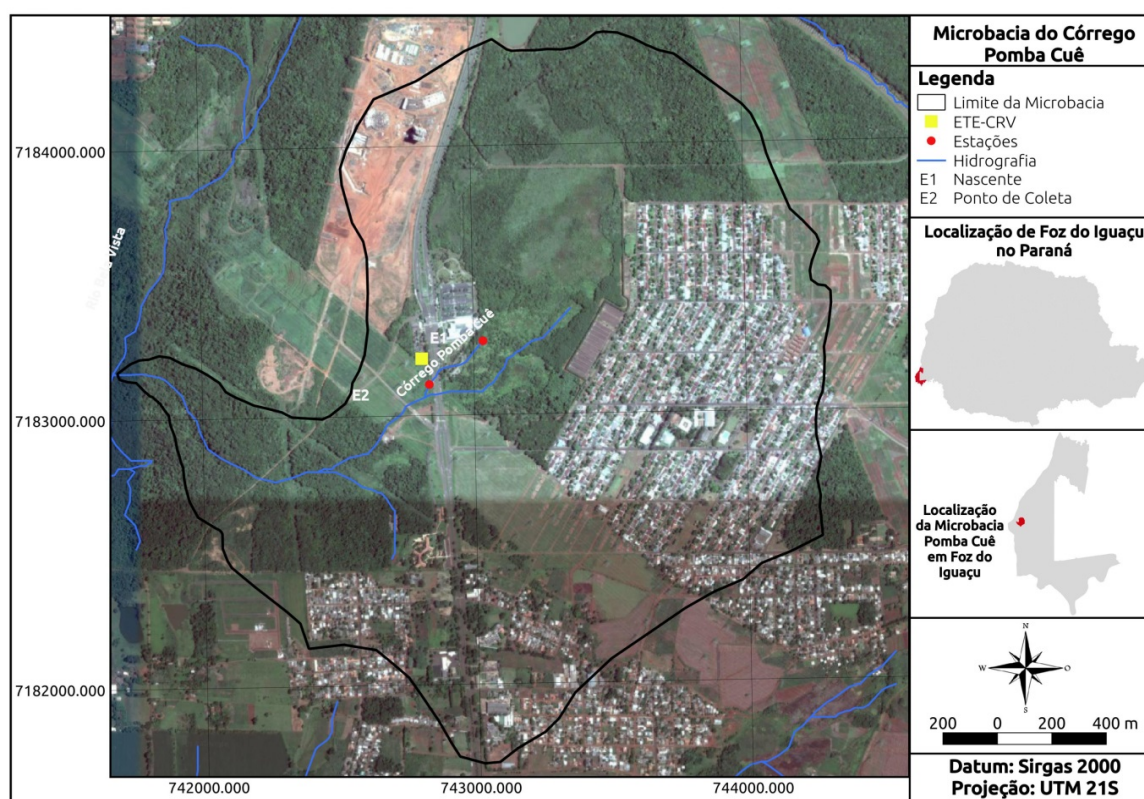 Microbacia do Córrego
Pomba Cuê
Legenda
Limite da Microbacia
ETE-CRV
Estações
Hidrografia
E1 Nascente
E2 Ponto de Coleta
Localização de Foz do Iguaçu
no Paraná
Localização
da Microbacia
Pomba Cuê
em Foz do
Iguaçu
N
W O
S
200 0 200 400 m
Datum: Sirgas 2000
Projeção: UTM 21S
7184000.000
7183000.000
7182000.000
742000.000 743000.000 744000.000
Vista
E1
Córrego Pomba Cuê
E2